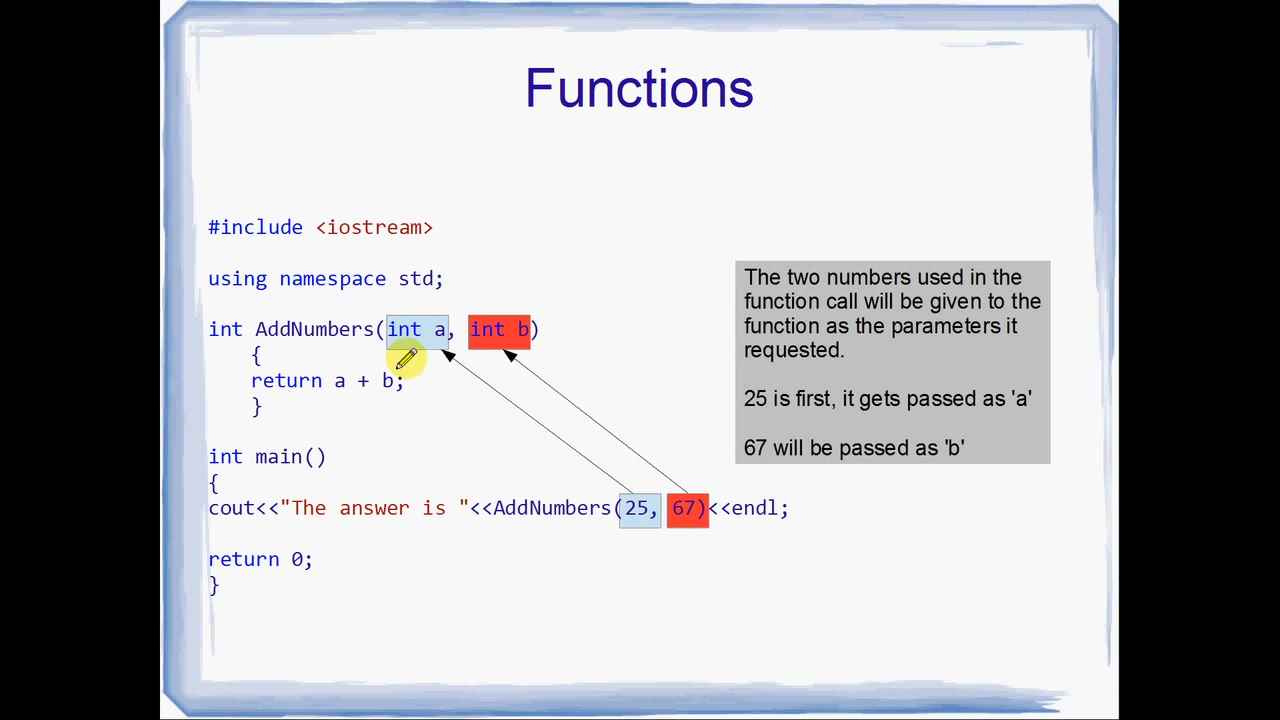 Functions
#include <iostream>
using namespace std;
int AddNumbers(int a, int b)
{
return a + b;
}
int main()
{
cout<<"The answer is "<<AddNumbers(25, 67)<<endl;
return 0;
}
The two numbers used in the
function call will be given to the
function as the parameters it
requested.
25 is first, it gets passed as 'a'
67 will be passed as 'b'